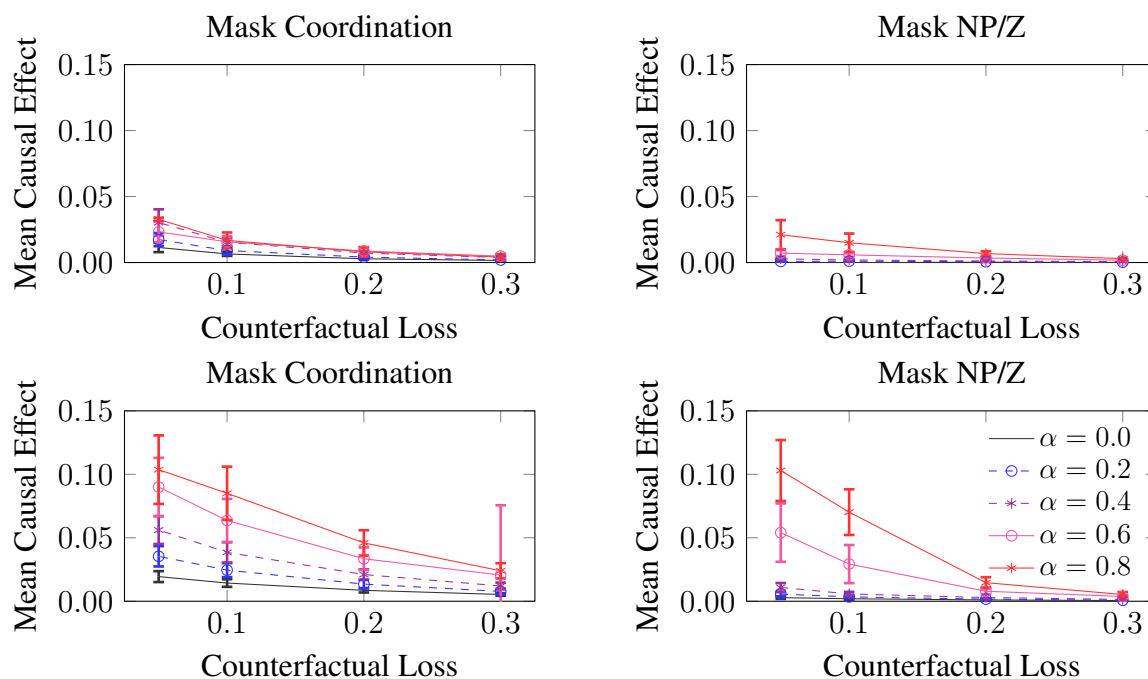 Mask Coordination
Mean Causal Effect
0.15
0.10
0.05
0.00
0.1 0.2 0.3
Counterfactual Loss
Mask NP/Z
Mean Causal Effect
0.15
0.10
0.05
0.00
0.1 0.2 0.3
Counterfactual Loss
Mask Coordination
Mean Causal Effect
0.15
0.10
0.05
0.00
0.1 0.2 0.3
Counterfactual Loss
Mask NP/Z
Mean Causal Effect
0.15
0.10
0.05
0.00
0.1 0.2 0.3
Counterfactual Loss
α = 0.0
α = 0.2
α = 0.4
α = 0.6
α = 0.8